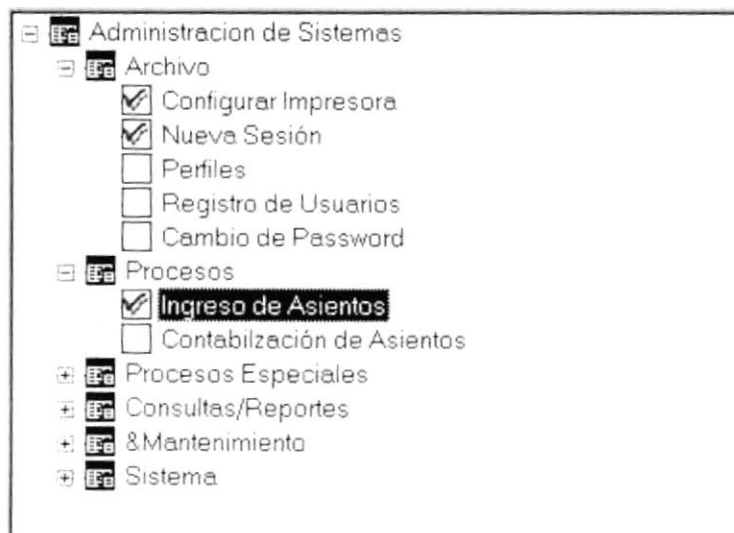 Administracion de Sistemas
Archivo
Configurar Impresora
Nueva Sesión
Perfiles
Registro de Usuarios
Cambio de Password
Procesos
Ingreso de Asientos
Contabilzación de Asientos
Procesos Especiales
Consultas/Reportes
&Mantenimiento
Sistema